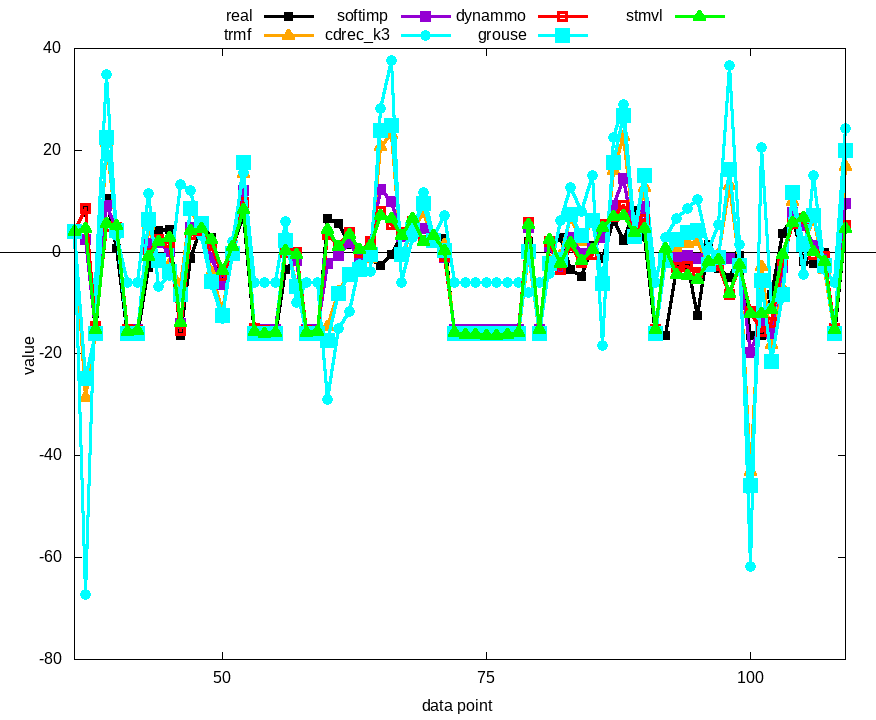 real softimp dynammo stmvl
trmf cdrec_k3 grouse
40
20
0
-20
-40
-60
-80
value
50 75 100
data point